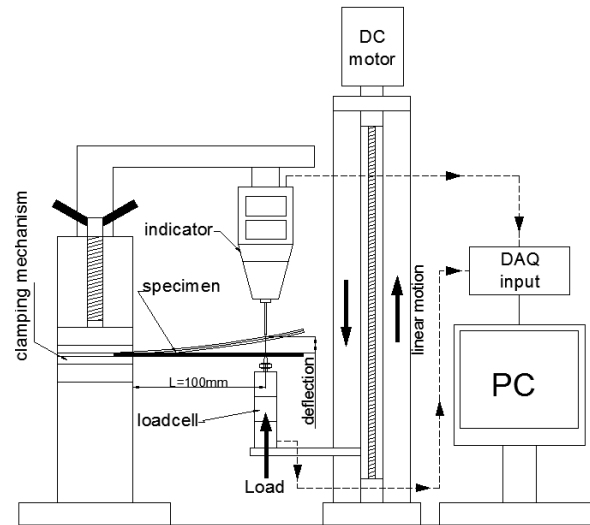 DC
motor
indicator
clamping mechanism
specimen
L=100mm
deflection
loadcell
Load
linear motion
DAQ
input
PC